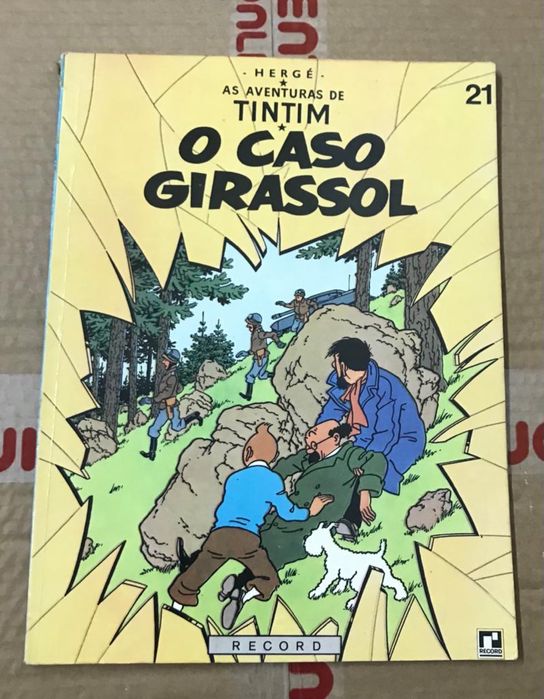 - HERGÉ -
AS AVENTURAS DE
TINTIM
O CASO
GIRASSOL
21
RECORD
RECORD